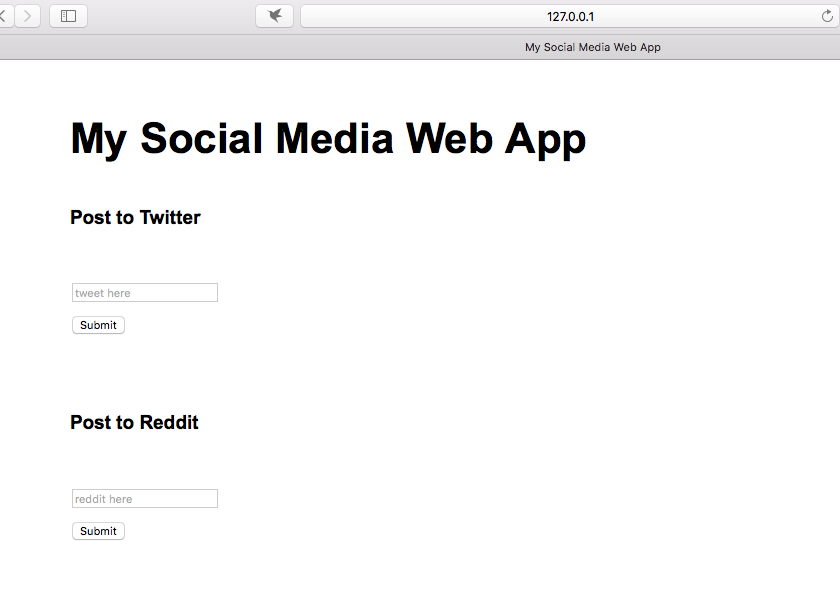 127.0.0.1
My Social Media Web App
My Social Media Web App
Post to Twitter
tweet here
Submit
Post to Reddit
reddit here
Submit